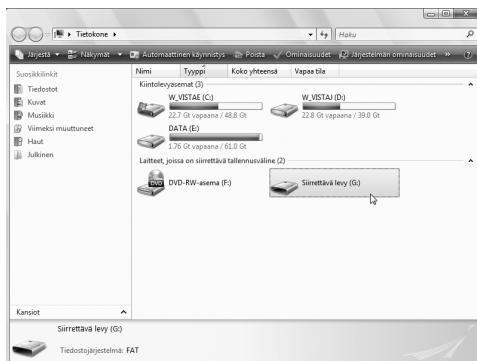 Tietokone
Haku
Järjestä Näkymät Automaattinen käynnistys Poista Ominaisuudet Järjestelmän ominaisuudet »
Suosikkilinkit
Tiedostot
Kuvat
Musiikki
Viimeksi muuttuneet
Haut
Julkinen
Kansiot
Nimi Tyyppi Koko yhteensä Vapaa tila
Kiintolevyasemat (3)
W_VISTAE (C:)
22.7 Gt vapaana / 48.8 Gt
W_VISTAJ (D:)
22.8 Gt vapaana / 39.0 Gt
DATA (E:)
1.76 Gt vapaana / 61.0 Gt
Laitteet, joissa on siirrettävä tallennusväline (2)
DVD
DVD-RW-asema (F:)
Siirrettävä levy (G:)
Siirrettävä levy (G:)
Tiedostojärjestelmä: FAT